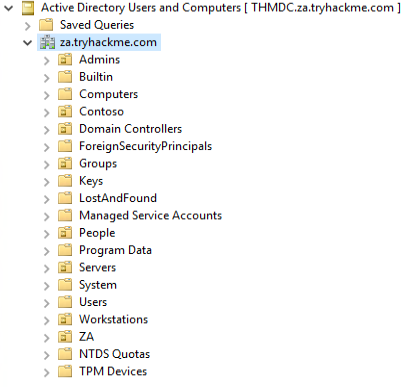 Active Directory Users and Computers [ THMDC.za.tryhackme.com ]
Saved Queries
za.tryhackme.com
Admins
Builtin
Computers
Contoso
Domain Controllers
ForeignSecurityPrincipals
Groups
Keys
LostAndFound
Managed Service Accounts
People
Program Data
Servers
System
Users
Workstations
ZA
NTDS Quotas
TPM Devices